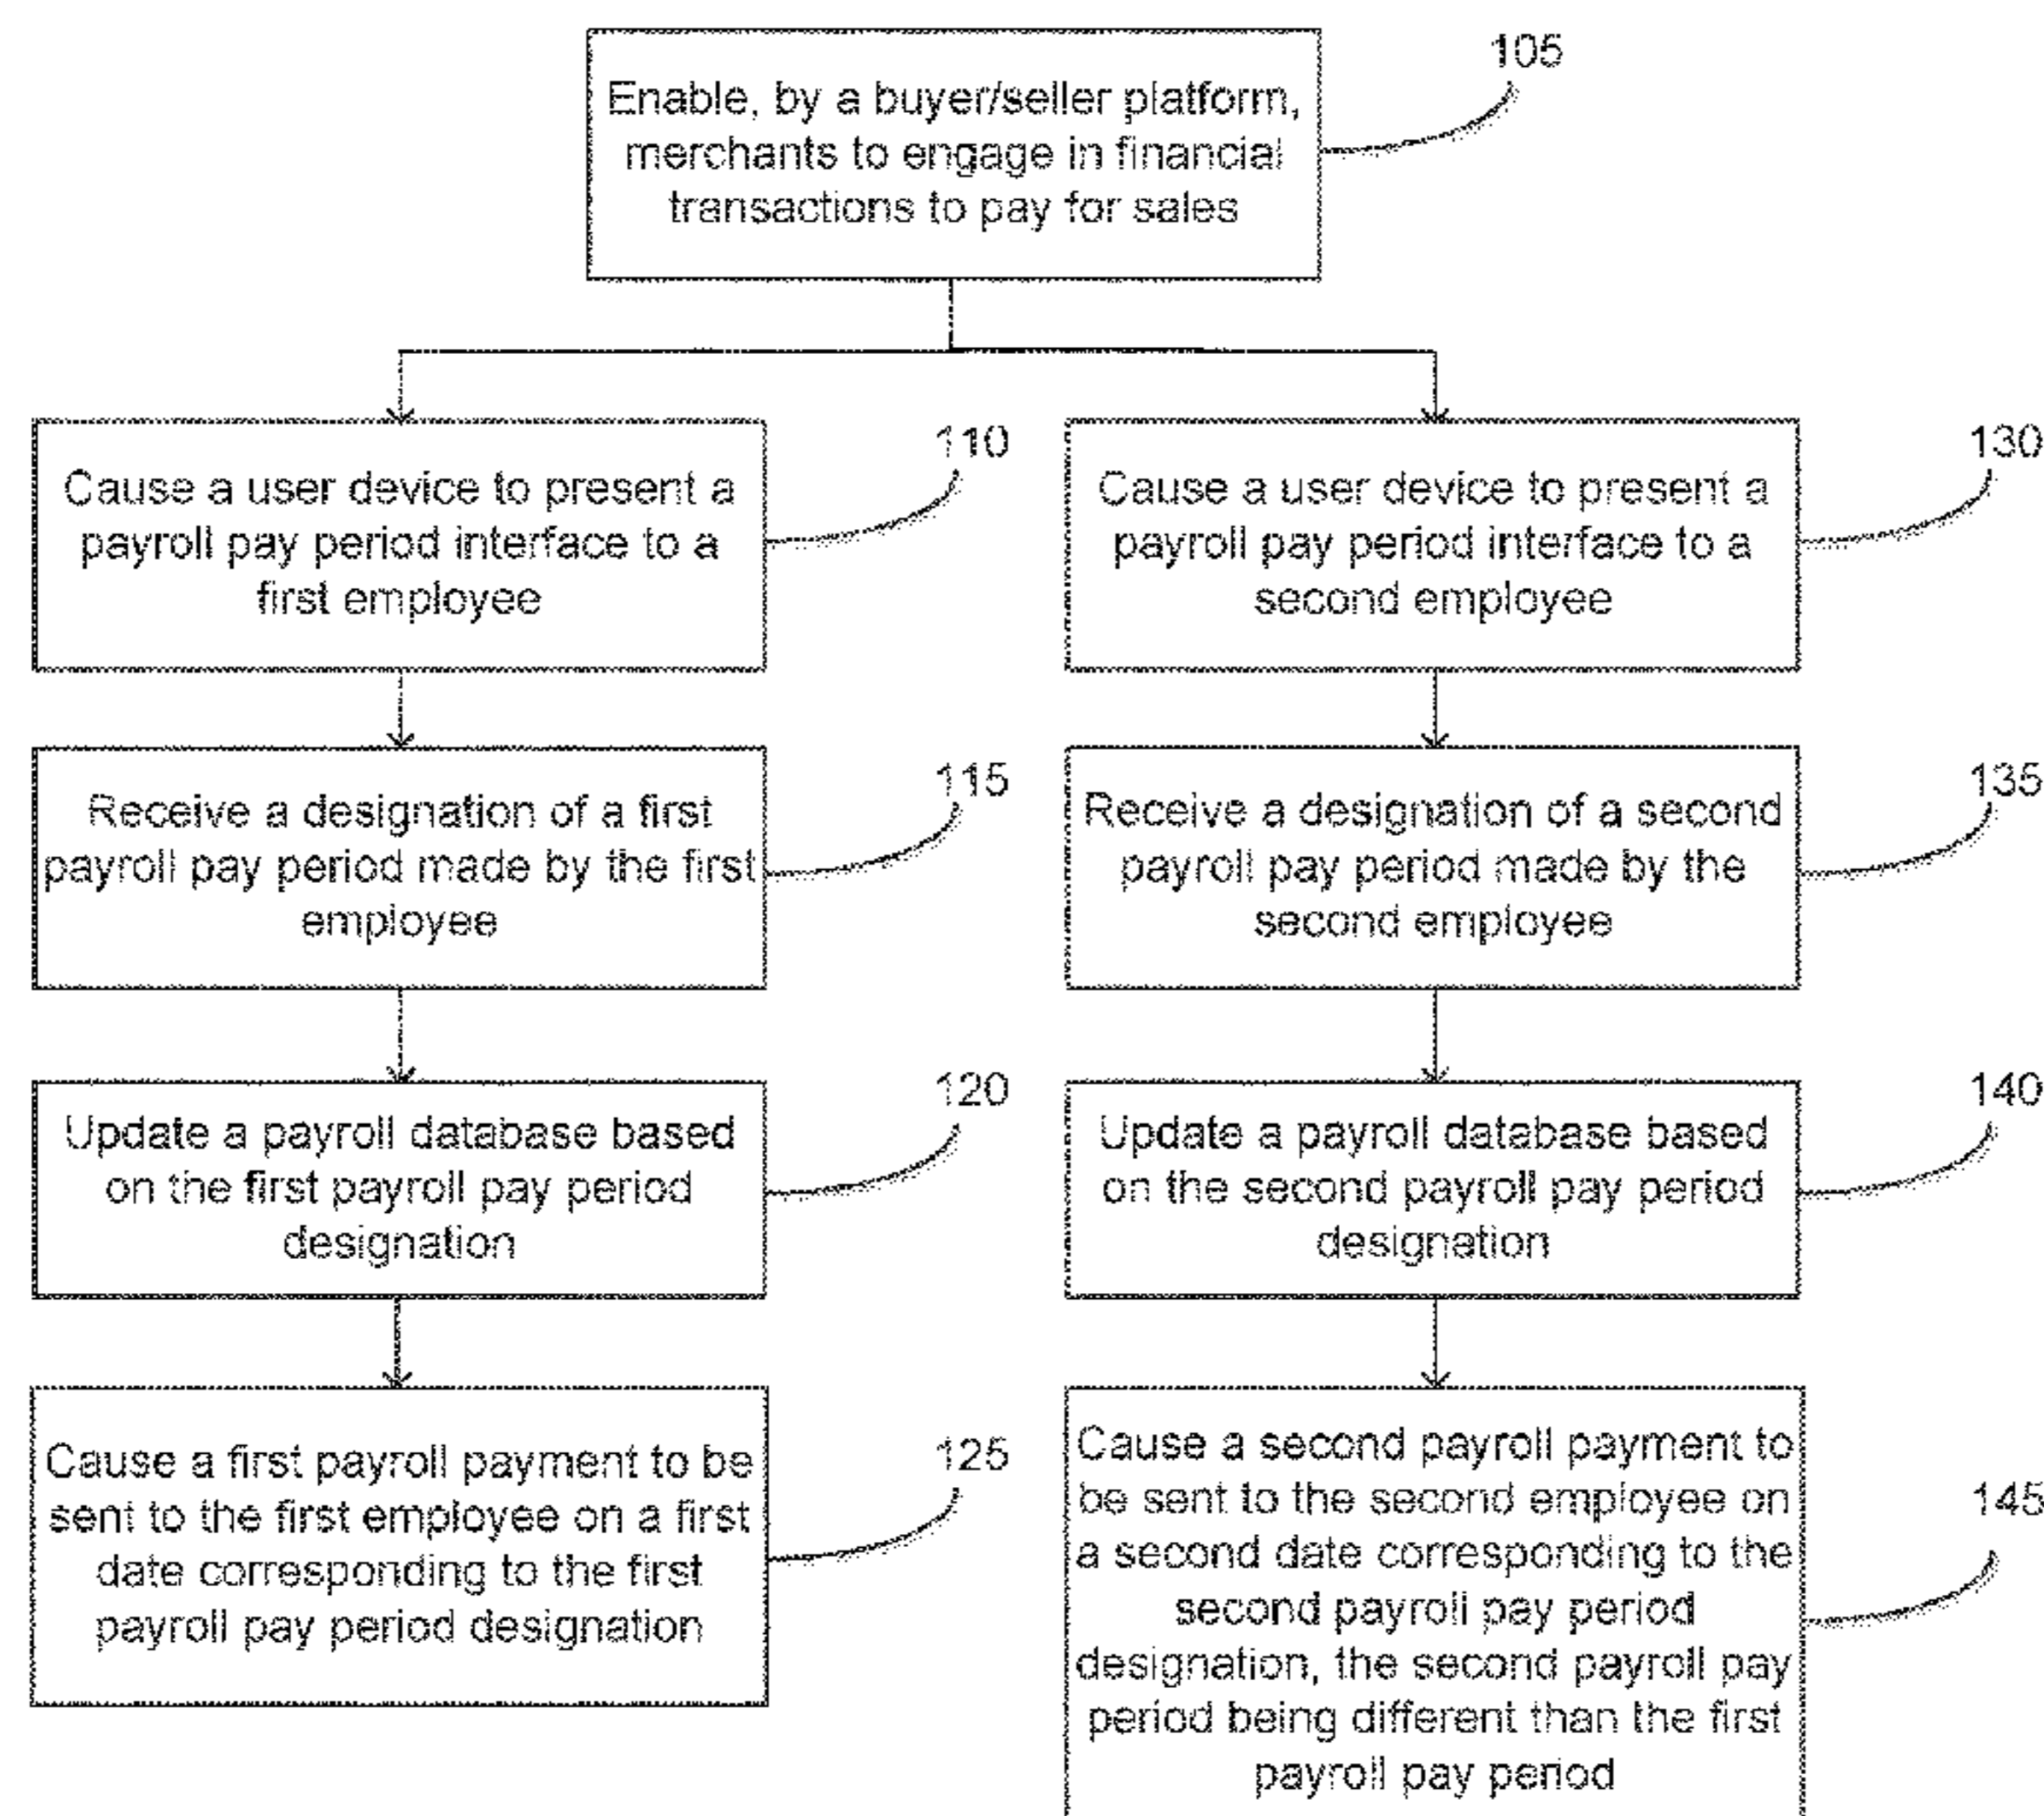 Enable, by a buyer/seller platform,
merchants to engage in financial
transactions to pay for sales
105
Cause a user device to present a
payroll pay period interface to a
first employee
110
Receive a designation of a first
payroll pay period made by the first
employee
115
Update a payroll database based
on the first payroll pay period
designation
120
Cause a first payroll payment to be
sent to the first employee on a first
date corresponding to the first
payroll pay period designation
125
Cause a user device to present a
payroll pay period interface to a
second employee
130
Receive a designation of a second
payroll pay period made by the
second employee
135
Update a payroll database based
on the second payroll pay period
designation
140
Cause a second payroll payment to
be sent to the second employee on
a second date corresponding to the
second payroll pay period
designation, the second payroll pay
period being different than the first
payroll pay period
145